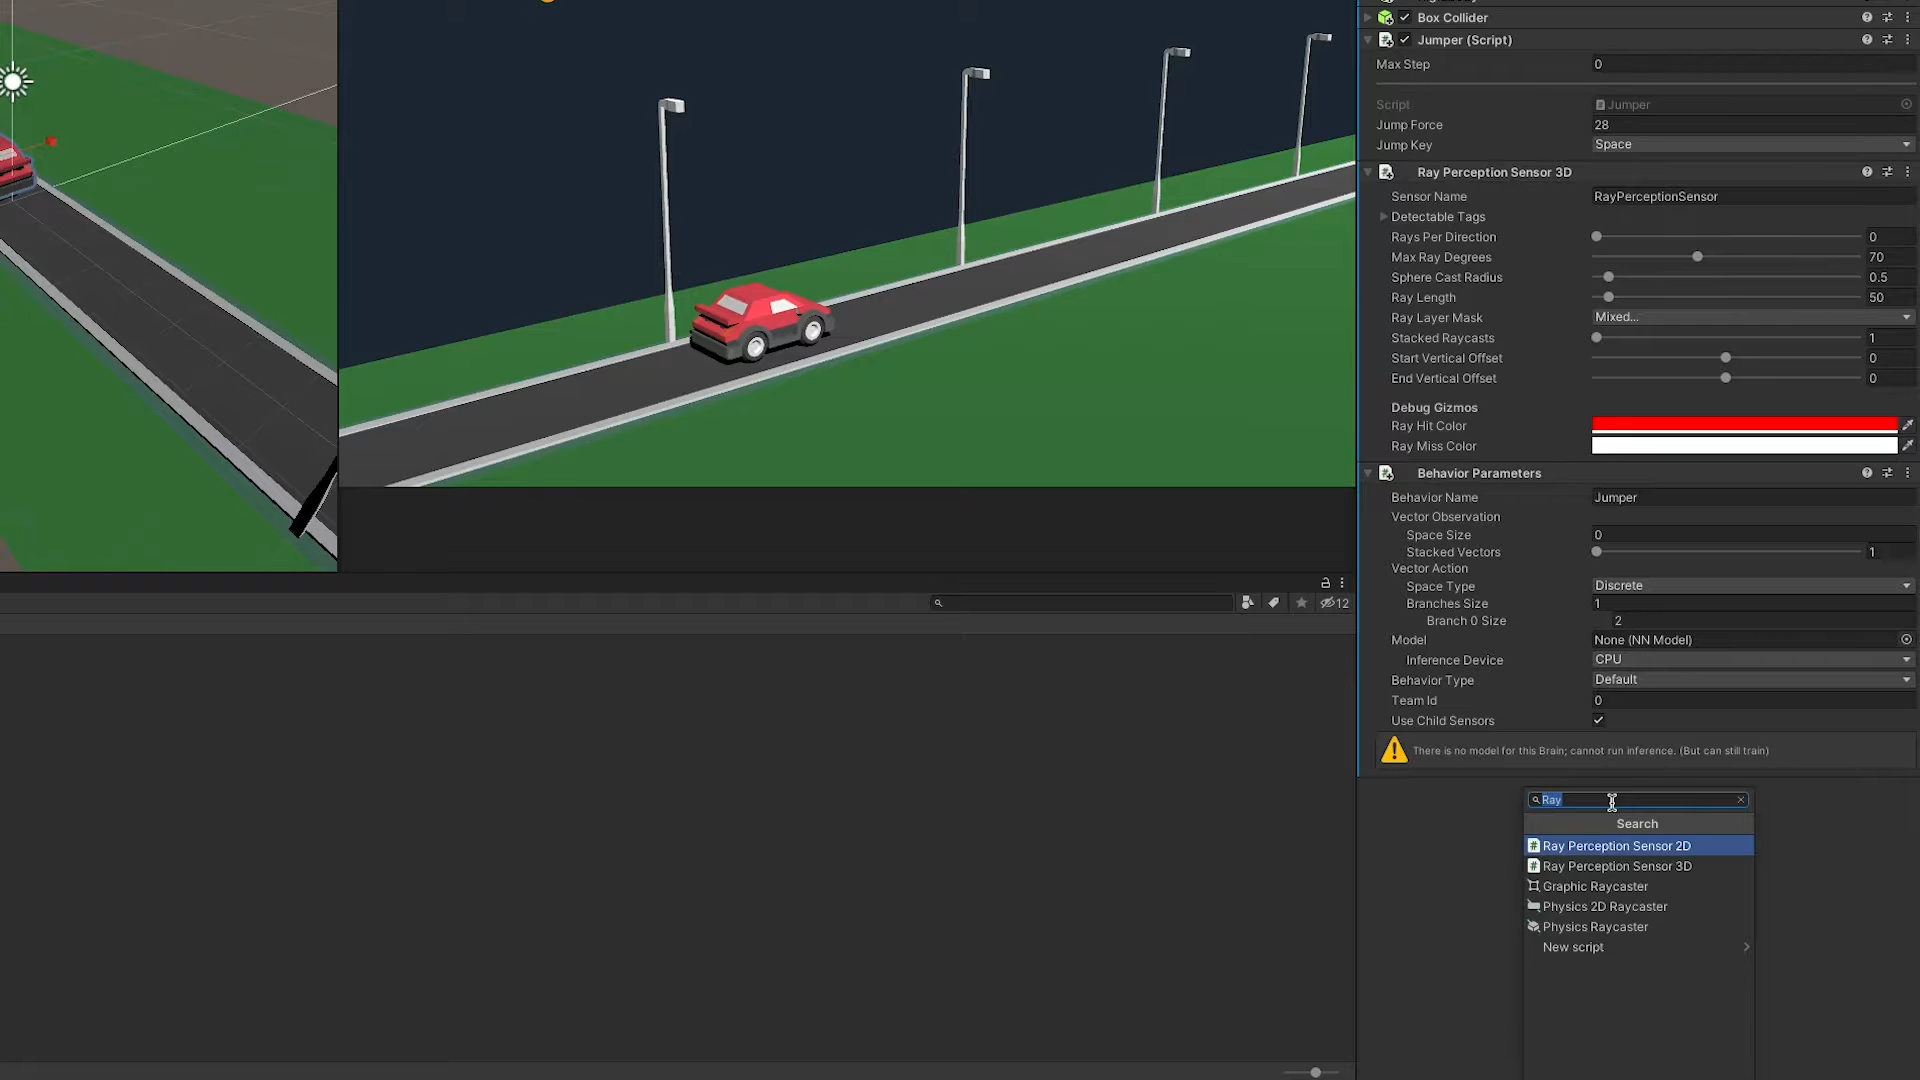 Box Collider
Jumper (Script)
Max Step 0
Script Jumper
Jump Force 28
Jump Key Space
Ray Perception Sensor 3D
Sensor Name RayPerceptionSensor
Detectable Tags
Rays Per Direction 0
Max Ray Degrees 70
Sphere Cast Radius 0.5
Ray Length 50
Ray Layer Mask Mixed...
Stacked Raycasts 1
Start Vertical Offset 0
End Vertical Offset 0
Debug Gizmos
Ray Hit Color
Ray Miss Color
Behavior Parameters
Behavior Name Jumper
Vector Observation
Space Size 0
Stacked Vectors 1
Vector Action
Space Type Discrete
Branches Size 1
Branch 0 Size 2
Model None (NN Model)
Inference Device CPU
Behavior Type Default
Team Id 0
Use Child Sensors
There is no model for this Brain; cannot run inference. (But can still train)
12
Ray
Search
Ray Perception Sensor 2D
Ray Perception Sensor 3D
Graphic Raycaster
Physics 2D Raycaster
Physics Raycaster
New script